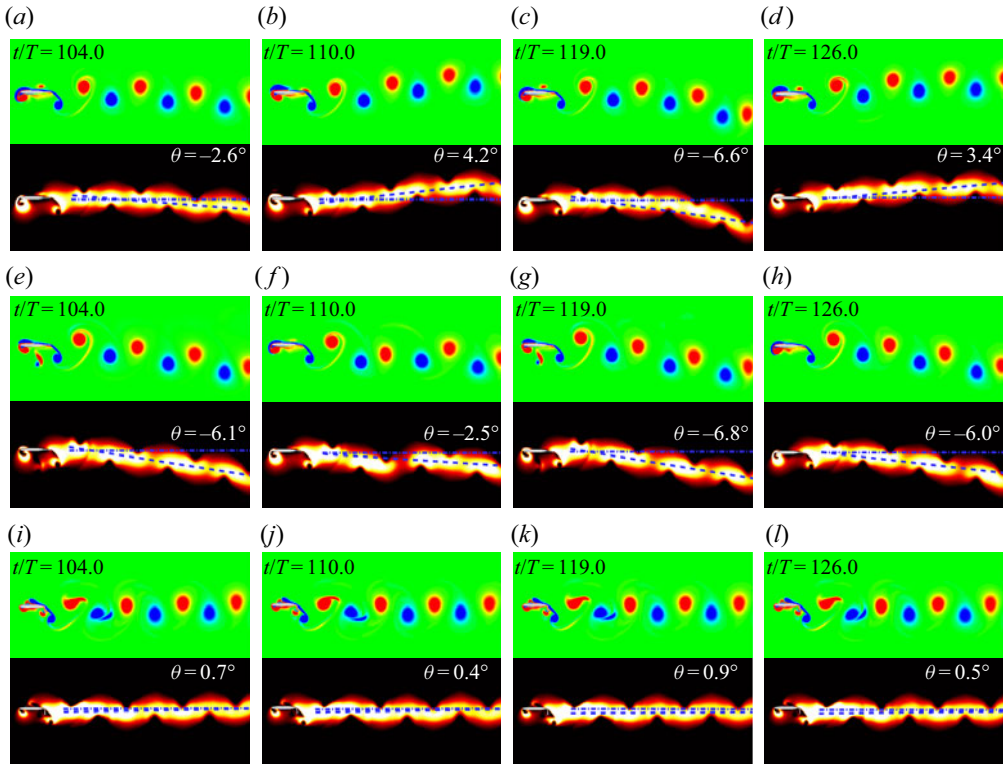 (a) (b) (c) (d)
t/T = 104.0 t/T = 110.0 t/T = 119.0 t/T = 126.0
θ = –2.6° θ = 4.2° θ = –6.6° θ = 3.4°
(e) (f) (g) (h)
t/T = 104.0 t/T = 110.0 t/T = 119.0 t/T = 126.0
θ = –6.1° θ = –2.5° θ = –6.8° θ = –6.0°
(i) (j) (k) (l)
t/T = 104.0 t/T = 110.0 t/T = 119.0 t/T = 126.0
θ = 0.7° θ = 0.4° θ = 0.9° θ = 0.5°